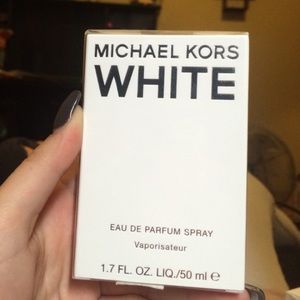 MICHAEL KORS
WHITE
EAU DE PARFUM SPRAY
Vaporisateur
1.7 FL. OZ. LIQ./50 ml ℮